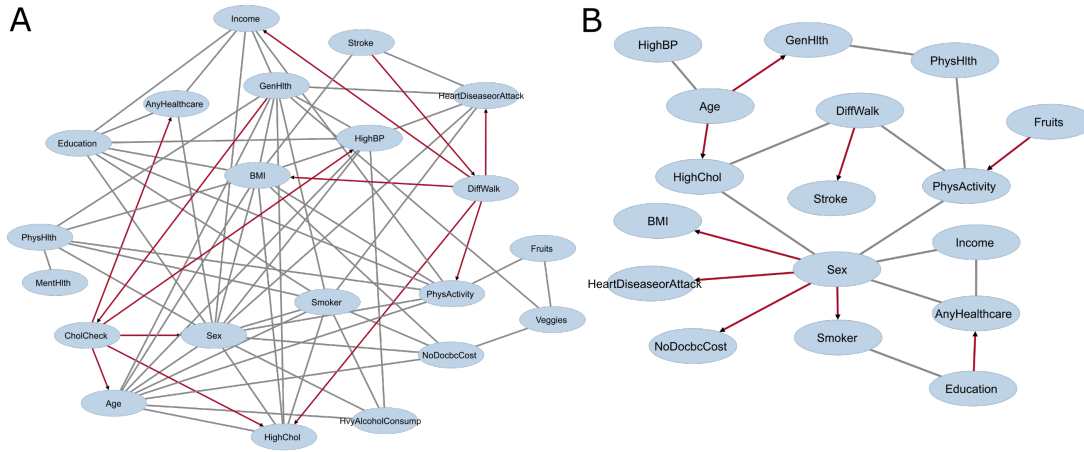 A
Income
Stroke
GenHlth
HeartDiseaseorAttack
AnyHealthcare
HighBP
Education
BMI
DiffWalk
PhysHlth
Fruits
MentHlth
PhysActivity
Smoker
Veggies
CholCheck
Sex
NoDocbcCost
Age
HvyAlcoholConsump
HighChol
B
HighBP
GenHlth
PhysHlth
Age
DiffWalk
Fruits
HighChol
PhysActivity
Stroke
BMI
Income
Sex
HeartDiseaseorAttack
AnyHealthcare
NoDocbcCost
Smoker
Education